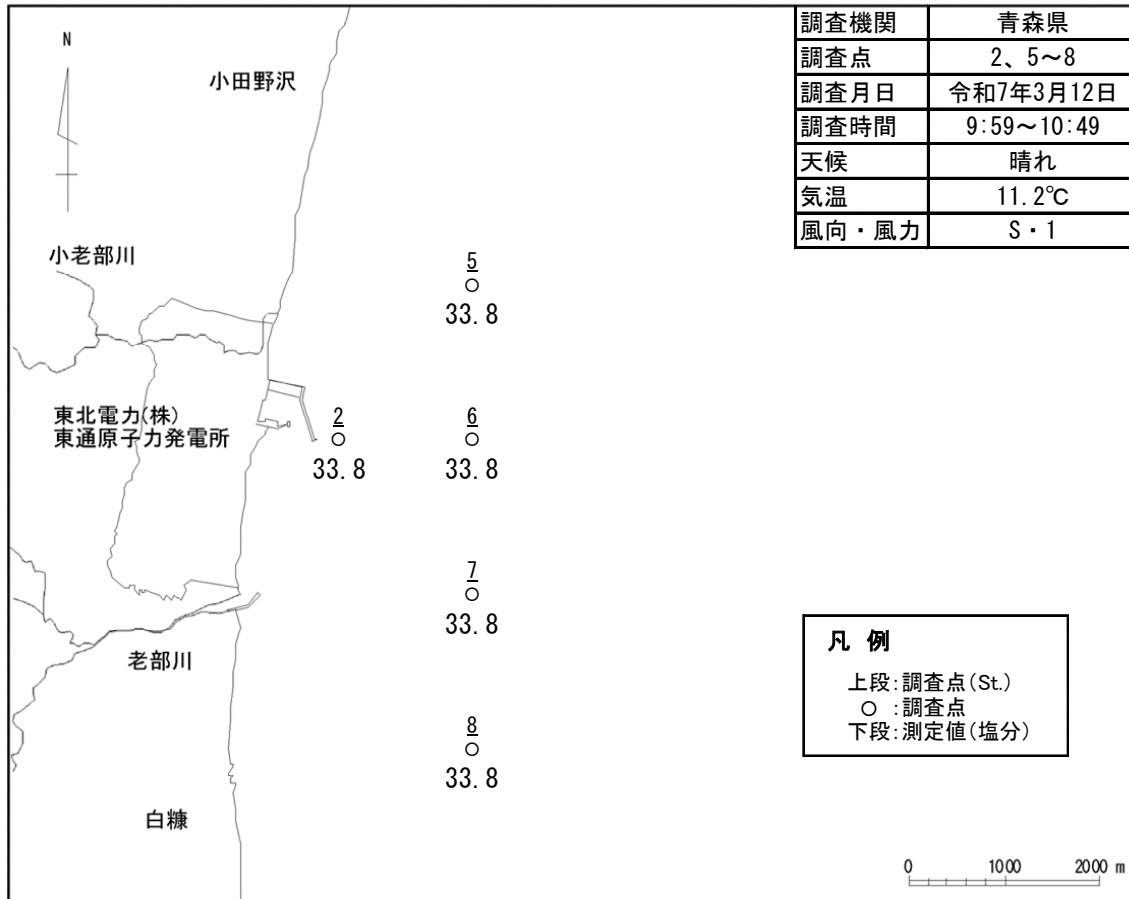 調査機関 青森県
調査点 2、5～8
調査月日 令和7年3月12日
調査時間 9:59～10:49
天候 晴れ
気温 11.2℃
風向・風力 S・1
N
小田野沢
小老部川
5
33.8
東北電力(株)
東通原子力発電所
2
33.8
6
33.8
7
33.8
老部川
8
33.8
白糠
凡 例
上段:調査点(St.)
○ :調査点
下段:測定値(塩分)
0 1000 2000 m